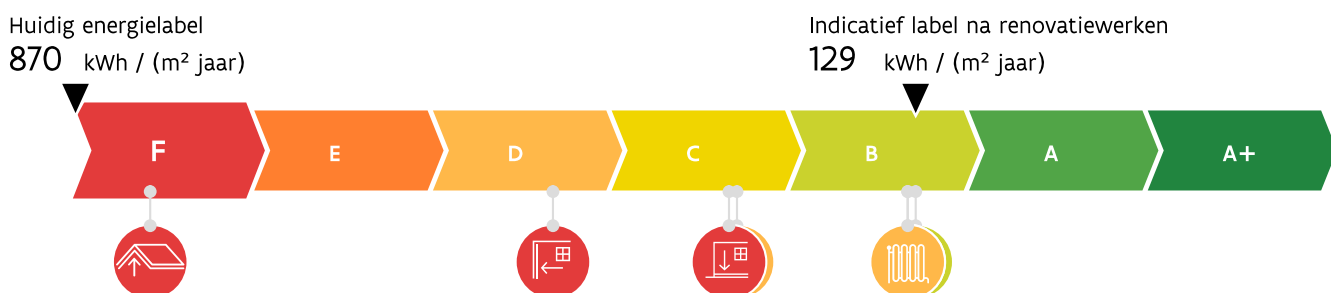 Huidig energielabel
870 kWh / (m² jaar)
Indicatief label na renovatiewerken
129 kWh / (m² jaar)
F E D C B A A+